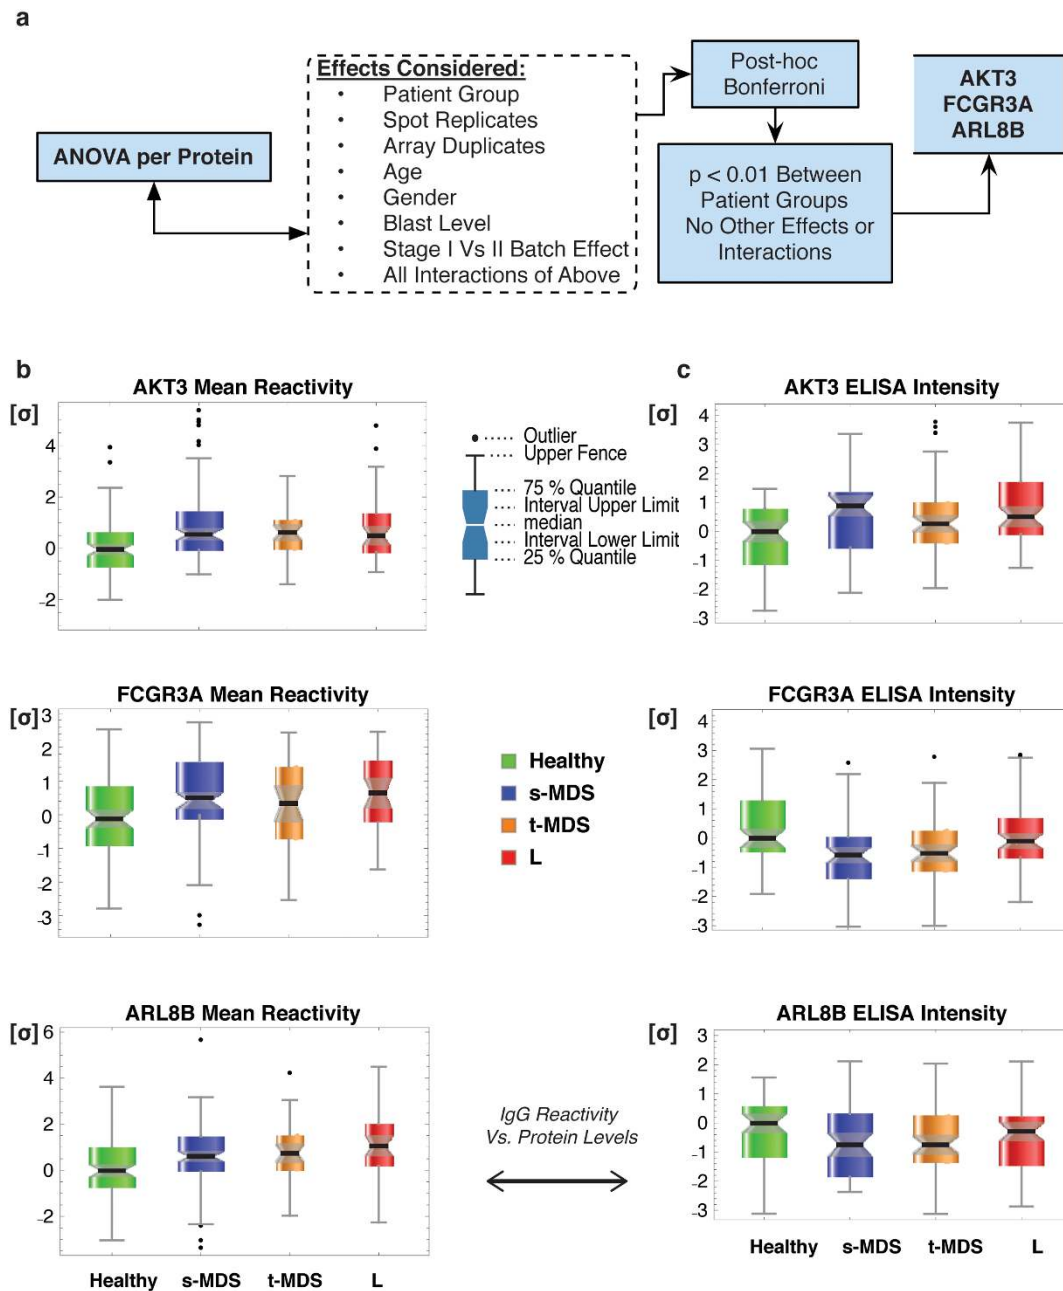 a
ANOVA per Protein
Effects Considered:
• Patient Group
• Spot Replicates
• Array Duplicates
• Age
• Gender
• Blast Level
• Stage I Vs II Batch Effect
• All Interactions of Above
Post-hoc
Bonferroni
p < 0.01 Between
Patient Groups
No Other Effects or
Interactions
AKT3
FCGR3A
ARL8B
b
AKT3 Mean Reactivity
[σ]
4
2
0
-2
Outlier
Upper Fence
75 % Quantile
Interval Upper Limit
median
Interval Lower Limit
25 % Quantile
c
AKT3 ELISA Intensity
[σ]
4
3
2
1
0
-1
-2
-3
FCGR3A Mean Reactivity
[σ]
3
2
1
0
-1
-2
-3
Healthy
s-MDS
t-MDS
L
FCGR3A ELISA Intensity
[σ]
4
3
2
1
0
-1
-2
-3
ARL8B Mean Reactivity
[σ]
6
4
2
0
-2
Healthy s-MDS t-MDS L
IgG Reactivity
Vs. Protein Levels
ARL8B ELISA Intensity
[σ]
3
2
1
0
-1
-2
-3
Healthy s-MDS t-MDS L